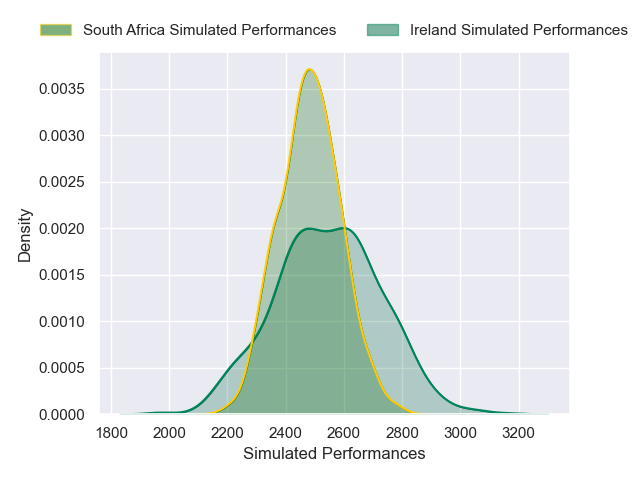 South Africa Simulated Performances
Ireland Simulated Performances
0.0035
0.0030
0.0025
0.0020
0.0015
0.0010
0.0005
0.0000
Density
1800 2000 2200 2400 2600 2800 3000 3200
Simulated Performances